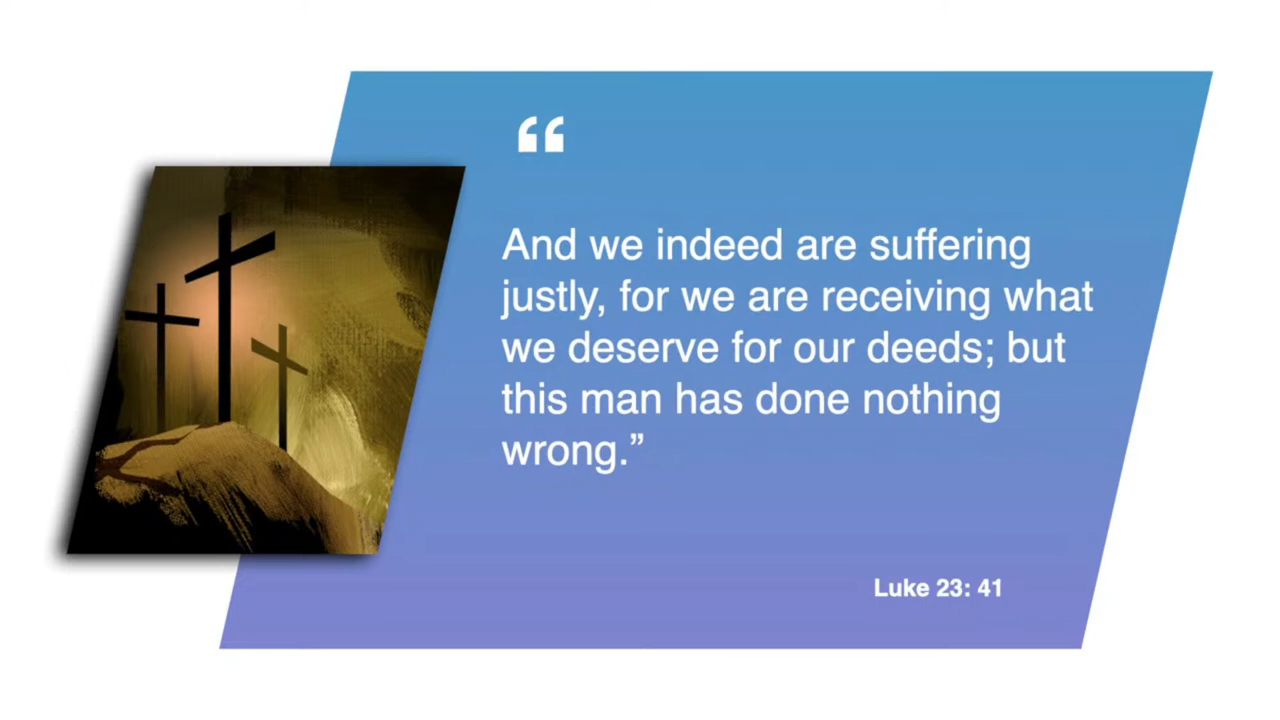 “
And we indeed are suffering
justly, for we are receiving what
we deserve for our deeds; but
this man has done nothing
wrong.”
Luke 23: 41